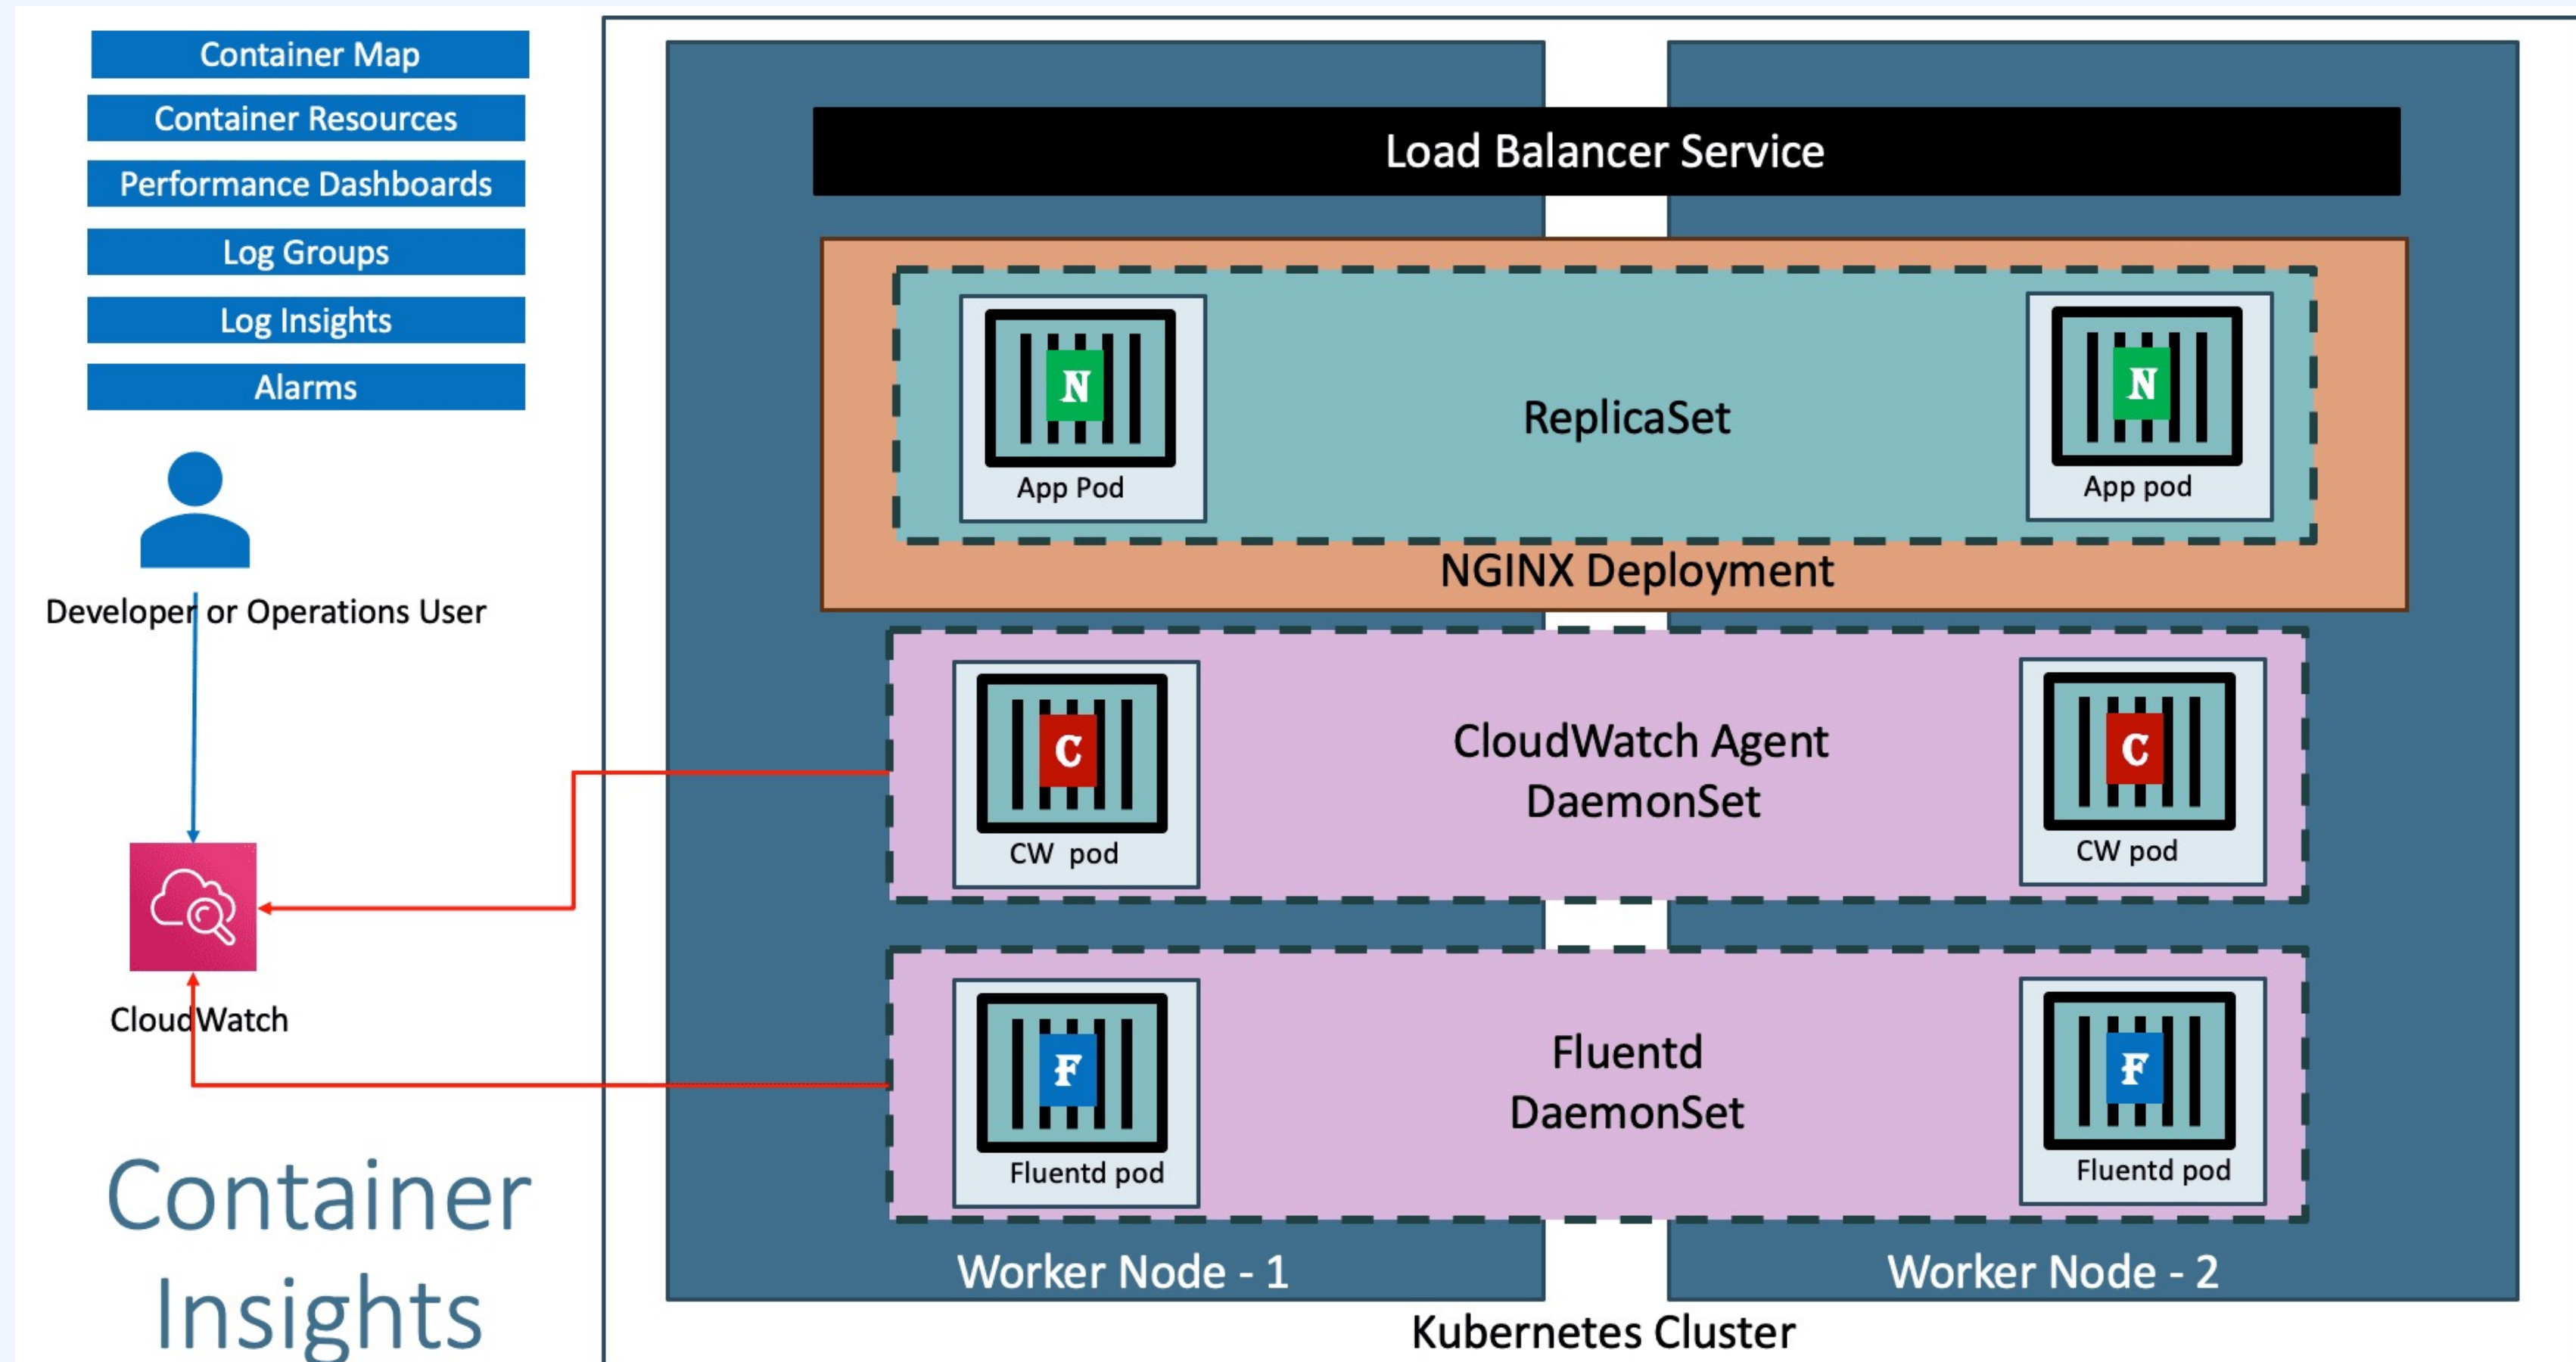 Container Map
Container Resources
Performance Dashboards
Log Groups
Log Insights
Alarms
Developer or Operations User
CloudWatch
Container
Insights
Load Balancer Service
N
App Pod
ReplicaSet
N
App pod
NGINX Deployment
C
CW pod
CloudWatch Agent
DaemonSet
C
CW pod
F
Fluentd pod
Fluentd
DaemonSet
F
Fluentd pod
Worker Node - 1
Worker Node - 2
Kubernetes Cluster